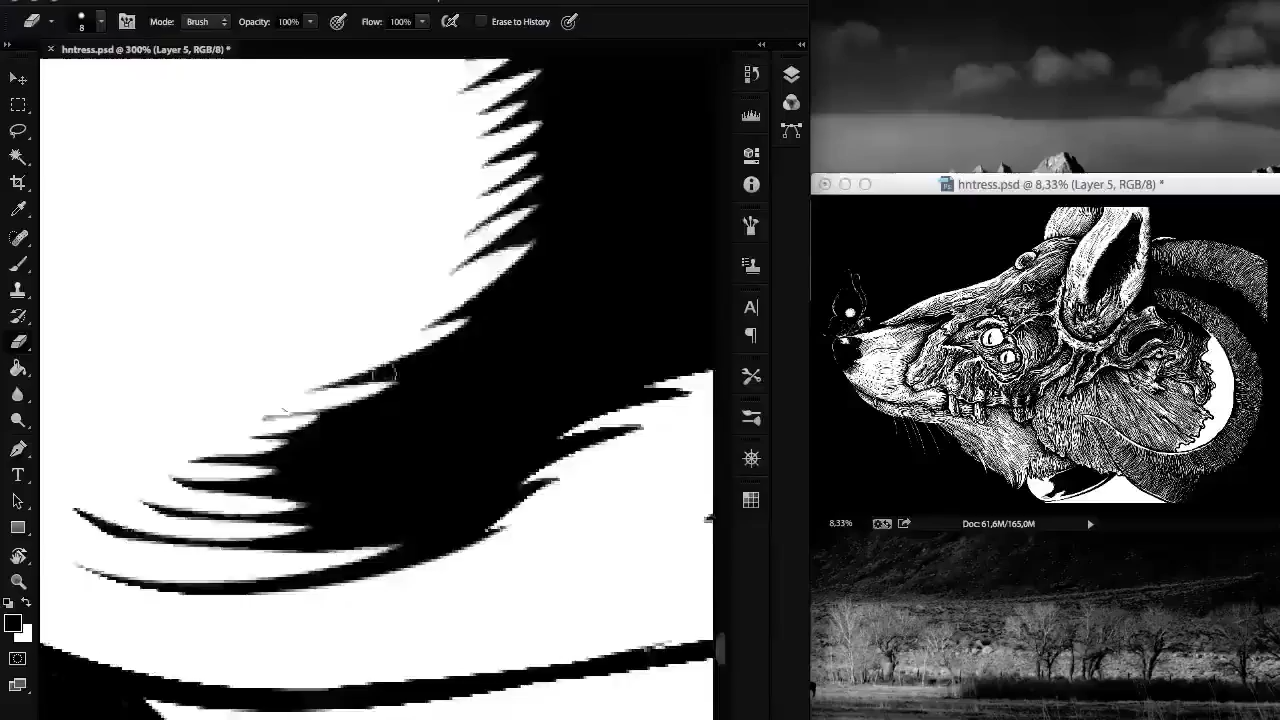 Mode: Brush Opacity: 100% Flow: 100% Erase to History
8
hntress.psd @ 300% (Layer 5, RGB/8) *
hntress.psd @ 8,33% (Layer 5, RGB/8) *
8,33% Doc: 61,6M/165,0M